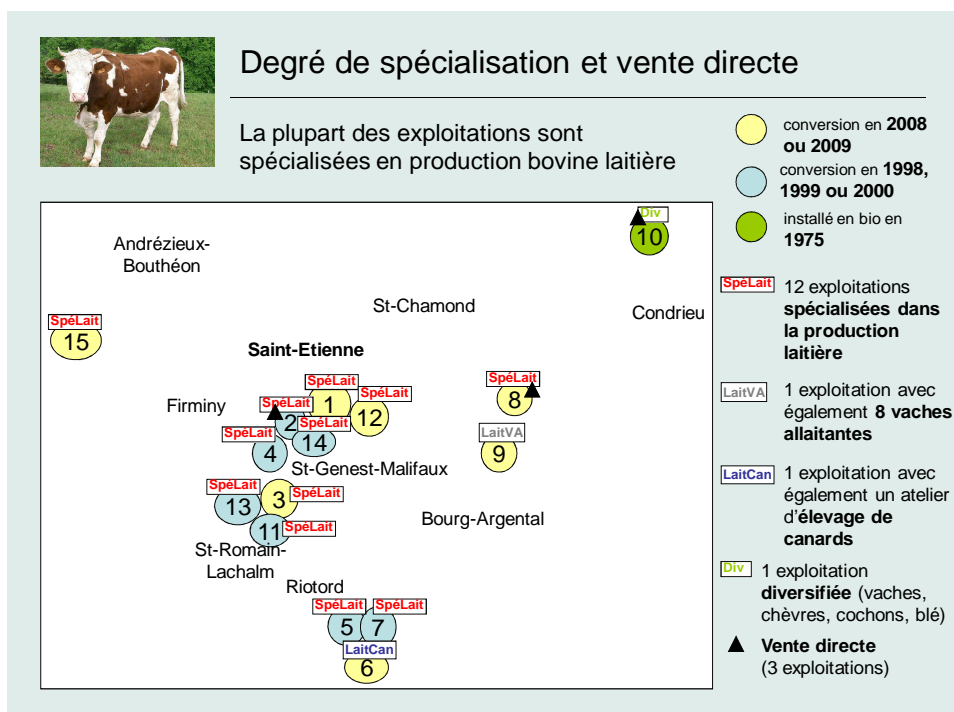 Degré de spécialisation et vente directe
La plupart des exploitations sont
spécialisées en production bovine laitière
conversion en 2008
ou 2009
conversion en 1998,
1999 ou 2000
installé en bio en
1975
SpéLait
12 exploitations
spécialisées dans
la production
laitière
LaitVA
1 exploitation avec
également 8 vaches
allaitantes
LaitCan
1 exploitation avec
également un atelier
d'élevage de
canards
Div
1 exploitation
diversifiée (vaches,
chèvres, cochons, blé)
Vente directe
(3 exploitations)
Div
10
Andrézieux-
Bouthéon
St-Chamond
Condrieu
SpéLait
15
Saint-Etienne
SpéLait
1
SpéLait
12
SpéLait
8
Firminy
SpéLait
2
SpéLait
14
SpéLait
4
LaitVA
9
St-Genest-Malifaux
SpéLait
13
3
SpéLait
11
SpéLait
Bourg-Argental
St-Romain-
Lachalm
Riotord
SpéLait
5
SpéLait
7
LaitCan
6